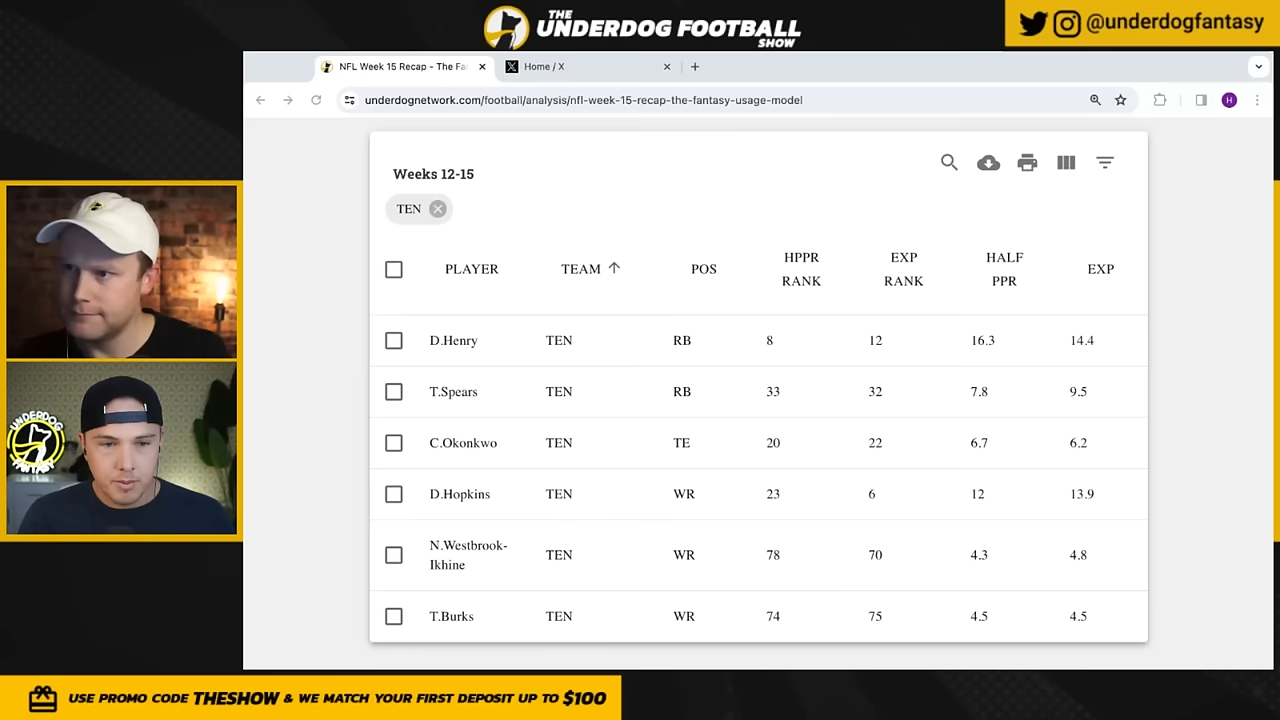 THE
UNDERDOG FOOTBALL
SHOW
@underdogfantasy
NFL Week 15 Recap - The Fa
Home / X
underdognetwork.com/football/analysis/nfl-week-15-recap-the-fantasy-usage-model
H
Weeks 12-15
TEN
PLAYER TEAM POS HPPR RANK EXP RANK HALF PPR EXP
D.Henry TEN RB 8 12 16.3 14.4
T.Spears TEN RB 33 32 7.8 9.5
C.Okonkwo TEN TE 20 22 6.7 6.2
D.Hopkins TEN WR 23 6 12 13.9
N.Westbrook-Ikhine TEN WR 78 70 4.3 4.8
T.Burks TEN WR 74 75 4.5 4.5
UNDERDOG
FANTASY
USE PROMO CODE THESHOW & WE MATCH YOUR FIRST DEPOSIT UP TO $100